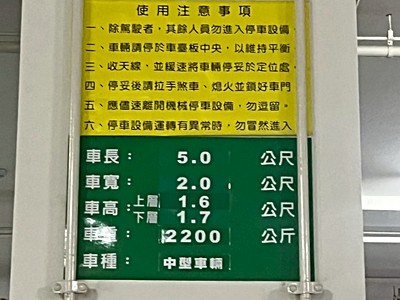 使用注意事項
一、除駕駛者，其餘人員勿進入停車設備
二、車輛請停於車臺板中央，以維持平衡
三、收天線，並緩速將車輛停妥於定位處
四、停妥後請拉手煞車、熄火並鎖好車門
五、應儘速離開機械停車設備，勿逗留。
六、停車設備運轉有異常時，勿冒然進入
車長： 5.0 公尺
車寬： 2.0 公尺
車高： 上層 1.6 公尺
下層 1.7
車重： 2200 公斤
車種： 中型車輛